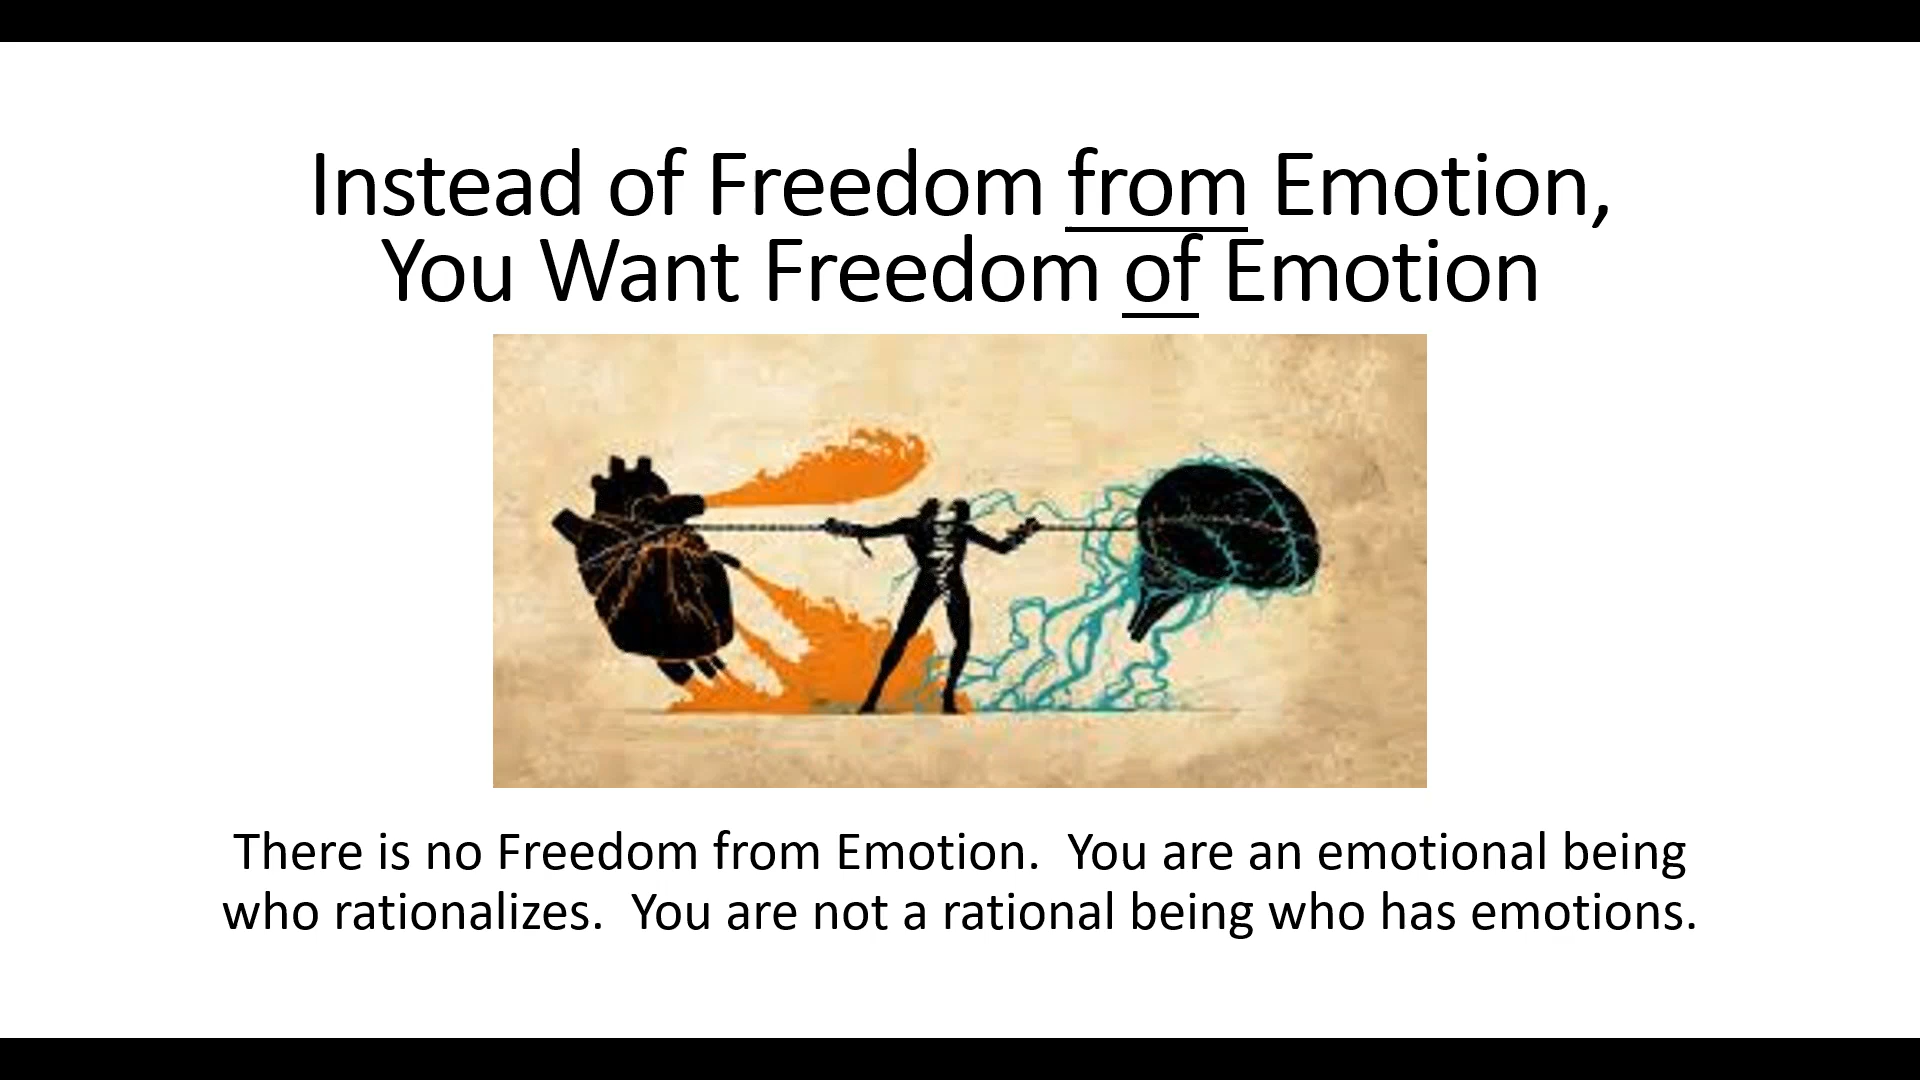 Instead of Freedom from Emotion,
You Want Freedom of Emotion
There is no Freedom from Emotion.  You are an emotional being
who rationalizes.  You are not a rational being who has emotions.